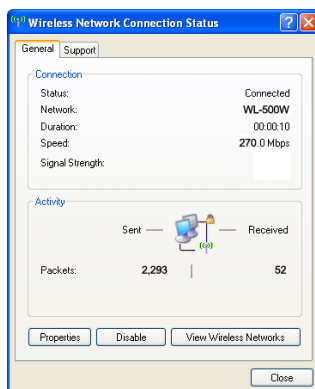 Wireless Network Connection Status
General Support
Connection
Status: Connected
Network: WL-500W
Duration: 00:00:10
Speed: 270.0 Mbps
Signal Strength:
Activity
Sent Received
Packets: 2,293 52
Properties Disable View Wireless Networks
Close